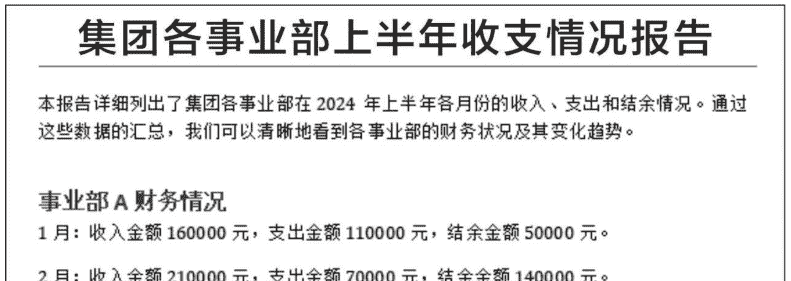 集团各事业部上半年收支情况报告
本报告详细列出了集团各事业部在 2024 年上半年各月份的收入、支出和结余情况。通过
这些数据的汇总，我们可以清晰地看到各事业部的财务状况及其变化趋势。
事业部 A 财务情况
1 月：收入金额 160000 元，支出金额 110000 元，结余金额 50000 元。
2 月：收入金额 210000 元，支出金额 70000 元，结余金额 140000 元。